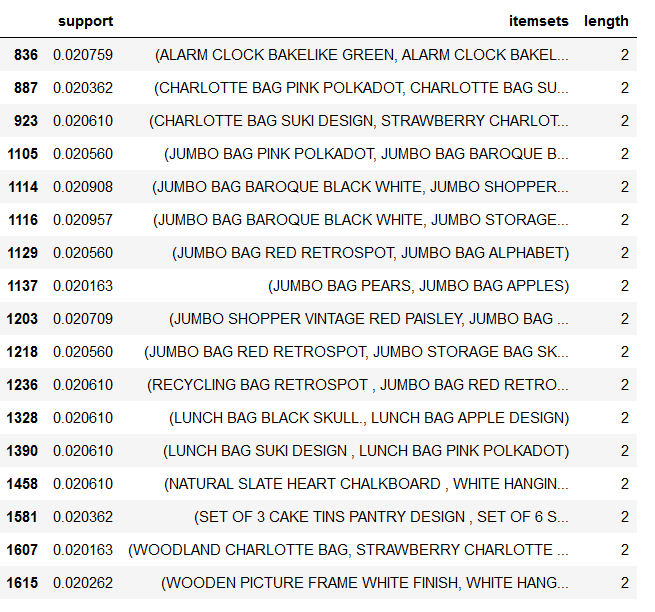 support itemsets length
836 0.020759 (ALARM CLOCK BAKELIKE GREEN, ALARM CLOCK BAKEL... 2
887 0.020362 (CHARLOTTE BAG PINK POLKADOT, CHARLOTTE BAG SU... 2
923 0.020610 (CHARLOTTE BAG SUKI DESIGN, STRAWBERRY CHARLOT... 2
1105 0.020560 (JUMBO BAG PINK POLKADOT, JUMBO BAG BAROQUE B... 2
1114 0.020908 (JUMBO BAG BAROQUE BLACK WHITE, JUMBO SHOPPER... 2
1116 0.020957 (JUMBO BAG BAROQUE BLACK WHITE, JUMBO STORAGE... 2
1129 0.020560 (JUMBO BAG RED RETROSPOT, JUMBO BAG ALPHABET) 2
1137 0.020163 (JUMBO BAG PEARS, JUMBO BAG APPLES) 2
1203 0.020709 (JUMBO SHOPPER VINTAGE RED PAISLEY, JUMBO BAG ... 2
1218 0.020560 (JUMBO BAG RED RETROSPOT, JUMBO STORAGE BAG SK... 2
1236 0.020610 (RECYCLING BAG RETROSPOT , JUMBO BAG RED RETRO... 2
1328 0.020610 (LUNCH BAG BLACK SKULL., LUNCH BAG APPLE DESIGN) 2
1390 0.020610 (LUNCH BAG SUKI DESIGN , LUNCH BAG PINK POLKADOT) 2
1458 0.020610 (NATURAL SLATE HEART CHALKBOARD , WHITE HANGIN... 2
1581 0.020362 (SET OF 3 CAKE TINS PANTRY DESIGN , SET OF 6 S... 2
1607 0.020163 (WOODLAND CHARLOTTE BAG, STRAWBERRY CHARLOTTE ... 2
1615 0.020262 (WOODEN PICTURE FRAME WHITE FINISH, WHITE HANG... 2